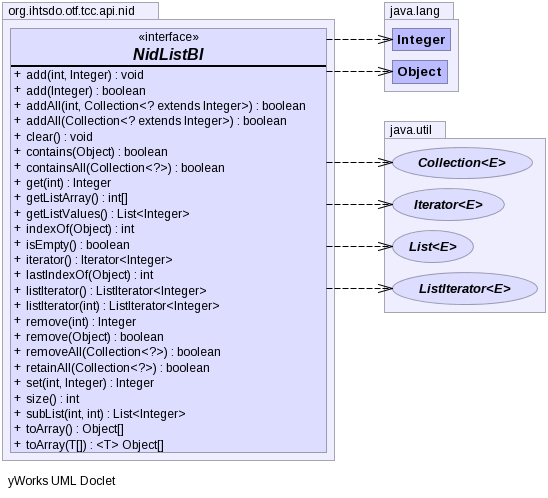 org.ihtsdo.otf.tcc.api.nid
«interface»
NidListBI
+ add(int, Integer) : void
+ add(Integer) : boolean
+ addAll(int, Collection<? extends Integer>) : boolean
+ addAll(Collection<? extends Integer>) : boolean
+ clear() : void
+ contains(Object) : boolean
+ containsAll(Collection<?>) : boolean
+ get(int) : Integer
+ getListArray() : int[]
+ getListValues() : List<Integer>
+ indexOf(Object) : int
+ isEmpty() : boolean
+ iterator() : Iterator<Integer>
+ lastIndexOf(Object) : int
+ listIterator() : ListIterator<Integer>
+ listIterator(int) : ListIterator<Integer>
+ remove(int) : Integer
+ remove(Object) : boolean
+ removeAll(Collection<?>) : boolean
+ retainAll(Collection<?>) : boolean
+ set(int, Integer) : Integer
+ size() : int
+ subList(int, int) : List<Integer>
+ toArray() : Object[]
+ toArray(T[]) : <T> Object[]
java.lang
Integer
Object
java.util
Collection<E>
Iterator<E>
List<E>
ListIterator<E>
yWorks UML Doclet